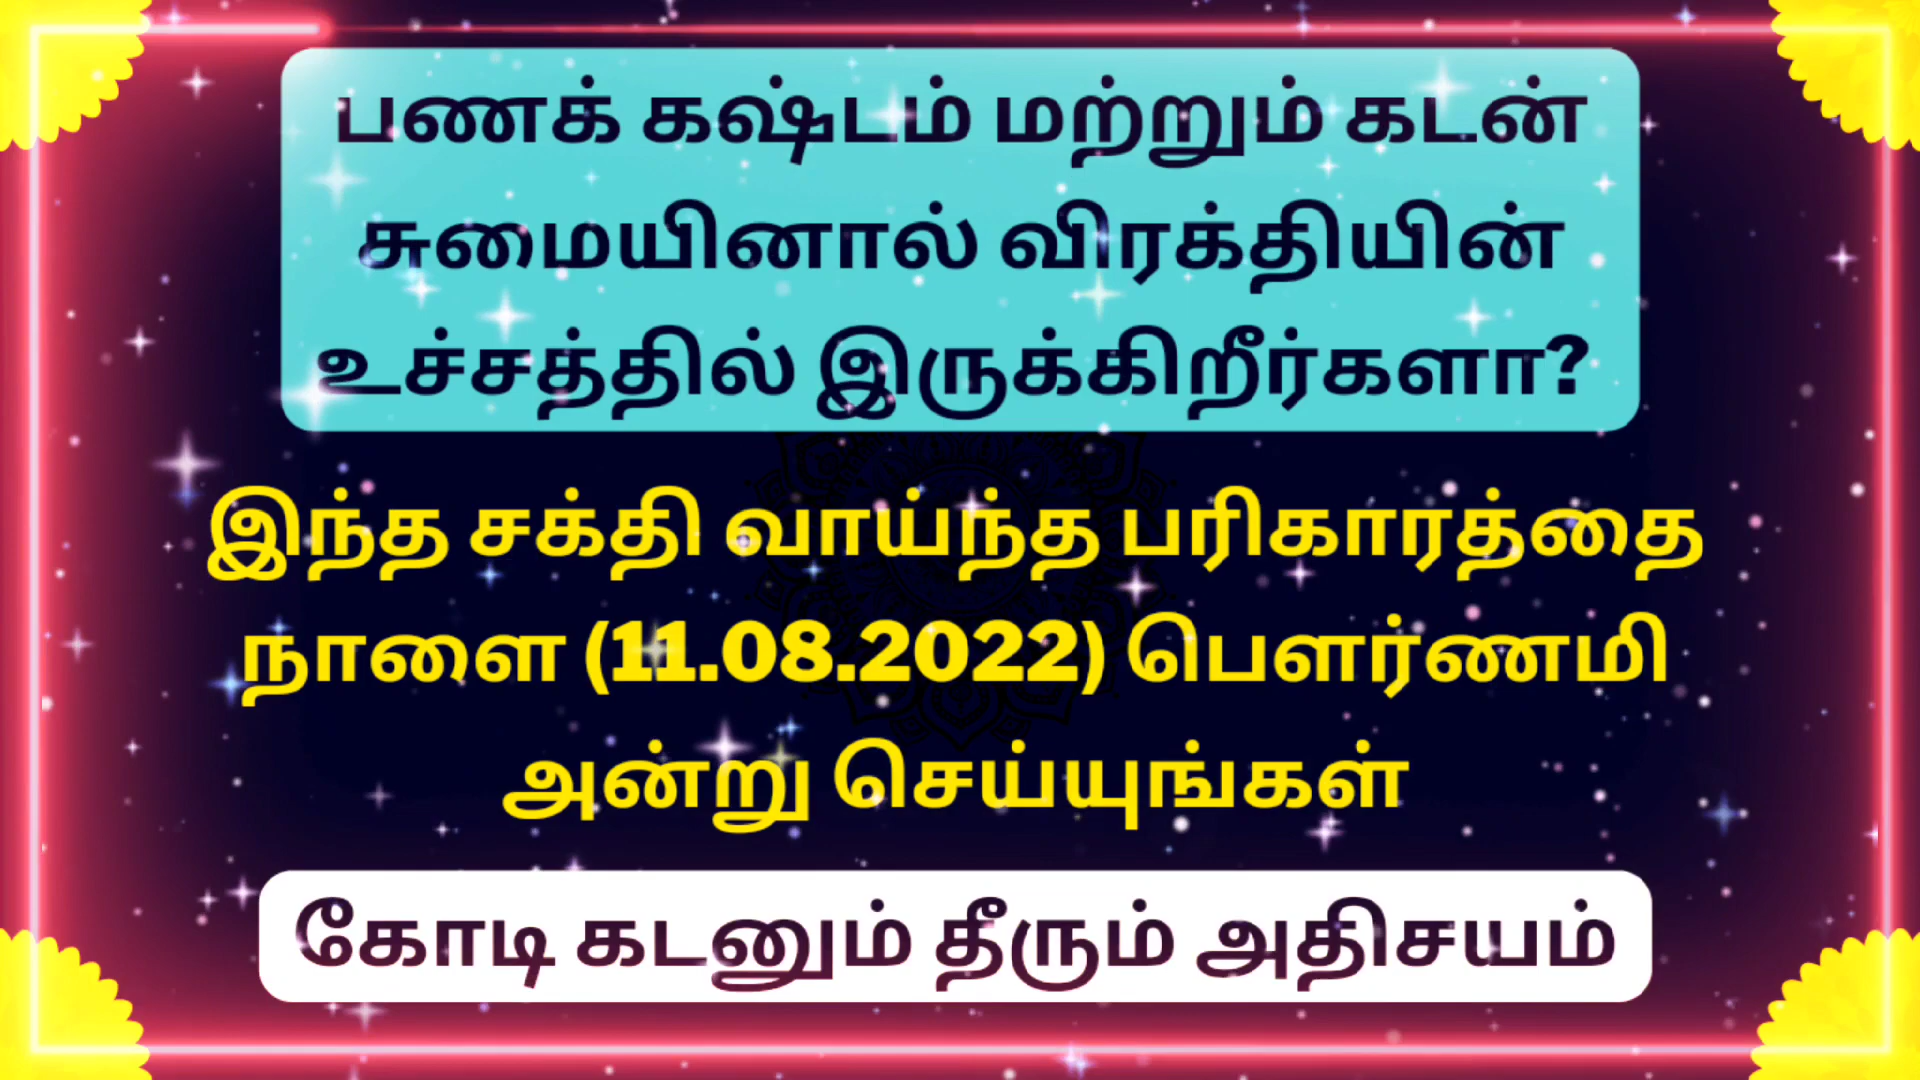 பணக் கஷ்டம் மற்றும் கடன்
சுமையினால் விரக்தியின்
உச்சத்தில் இருக்கிறீர்களா?
இந்த சக்தி வாய்ந்த பரிகாரத்தை
நாளை (11.08.2022) பௌர்ணமி
அன்று செய்யுங்கள்
கோடி கடனும் தீரும் அதிசயம்